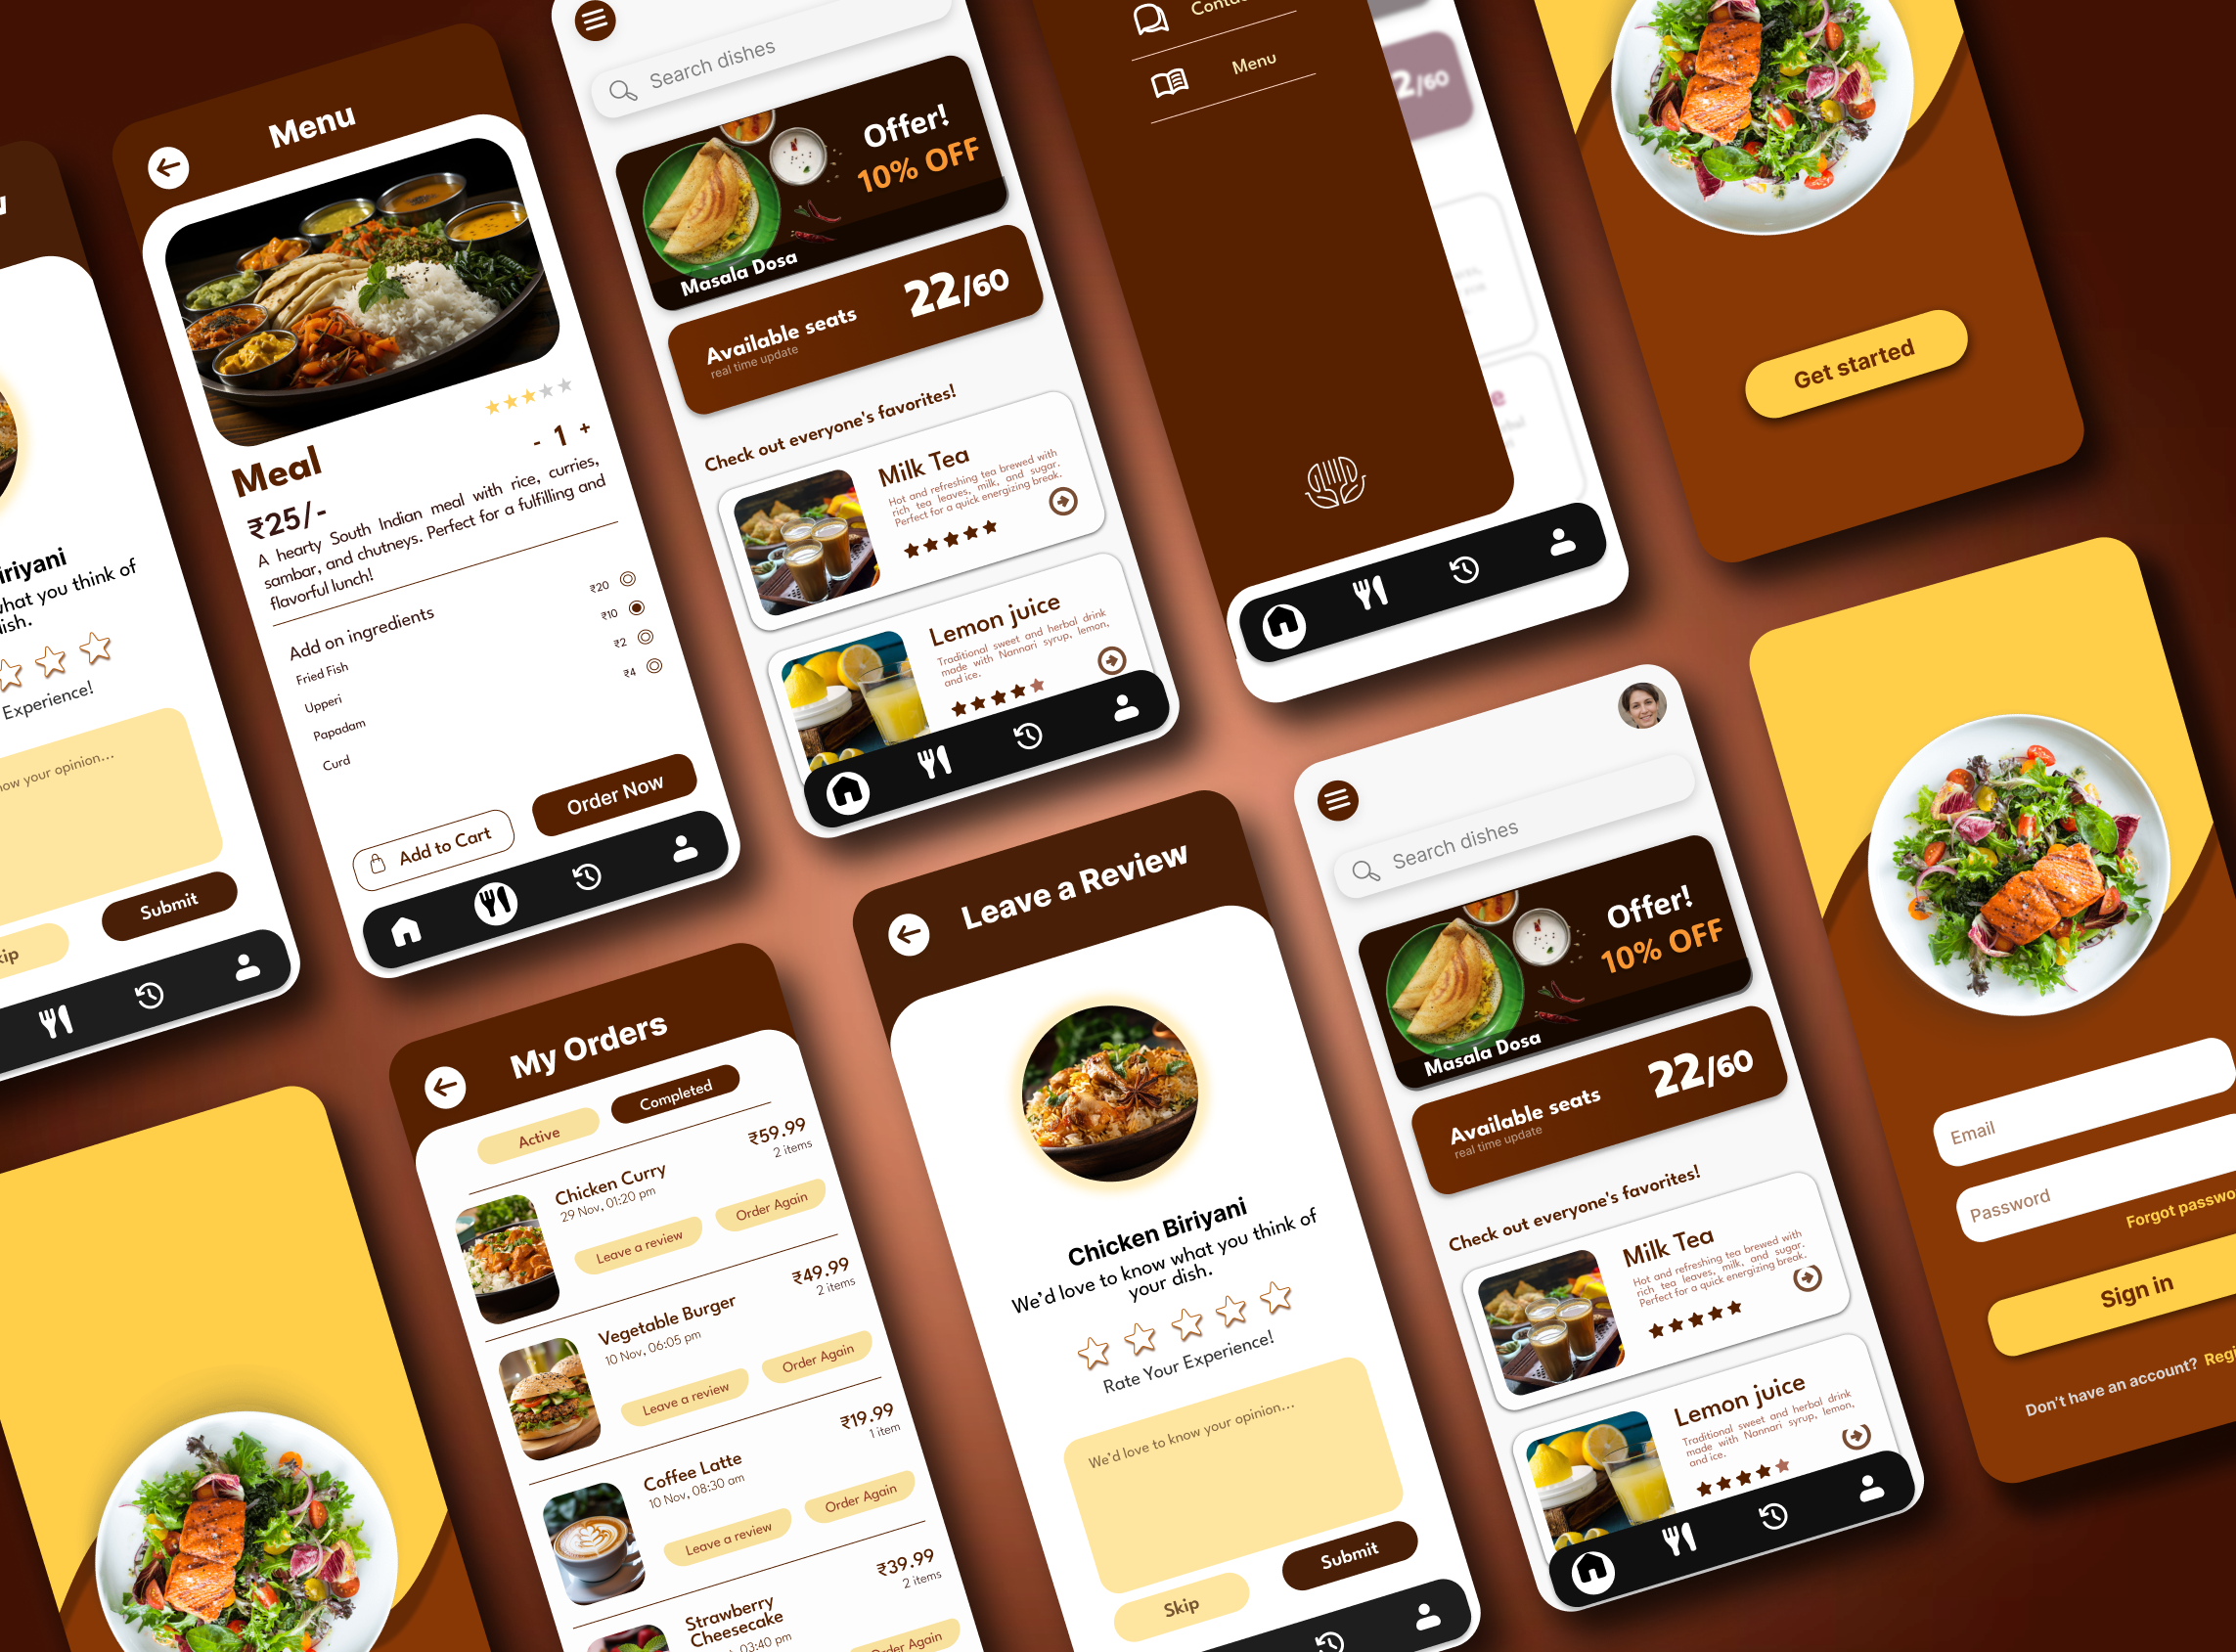 Menu
Meal
- 1 +
₹25/-
A hearty South Indian meal with rice, curries,
sambar, and chutneys. Perfect for a fulfilling and
flavorful lunch!
Add on ingredients
Fried Fish
₹20
Upperi
₹10
Papadam
₹2
Curd
₹4
Add to Cart
Order Now
Search dishes
Offer!
10% OFF
Masala Dosa
Available seats
real time update
22/60
Check out everyone's favorites!
Milk Tea
Hot and refreshing tea brewed with
rich tea leaves, milk, and sugar.
Perfect for a quick energizing break.
Lemon juice
Traditional sweet and herbal drink
made with Nannari syrup, lemon,
and ice.
Menu
2/60
Get started
what you think of
dish.
Experience!
now your opinion...
Submit
My Orders
Active
Completed
Chicken Curry
29 Nov, 01:20 pm
₹59.99
2 items
Leave a review
Order Again
Vegetable Burger
10 Nov, 06:05 pm
₹49.99
2 items
Leave a review
Order Again
Coffee Latte
10 Nov, 08:30 am
₹19.99
1 item
Leave a review
Order Again
Strawberry
Cheesecake
03:40 pm
₹39.99
2 items
Order Again
Leave a Review
Chicken Biriyani
We'd love to know what you think of
your dish.
Rate Your Experience!
We'd love to know your opinion...
Skip
Submit
Search dishes
Offer!
10% OFF
Masala Dosa
Available seats
real time update
22/60
Check out everyone's favorites!
Milk Tea
Hot and refreshing tea brewed with
rich tea leaves, milk, and sugar.
Perfect for a quick energizing break.
Lemon juice
Traditional sweet and herbal drink
made with Nannari syrup, lemon,
and ice.
Email
Password
Forgot passwo
Sign in
Don't have an account? Regi